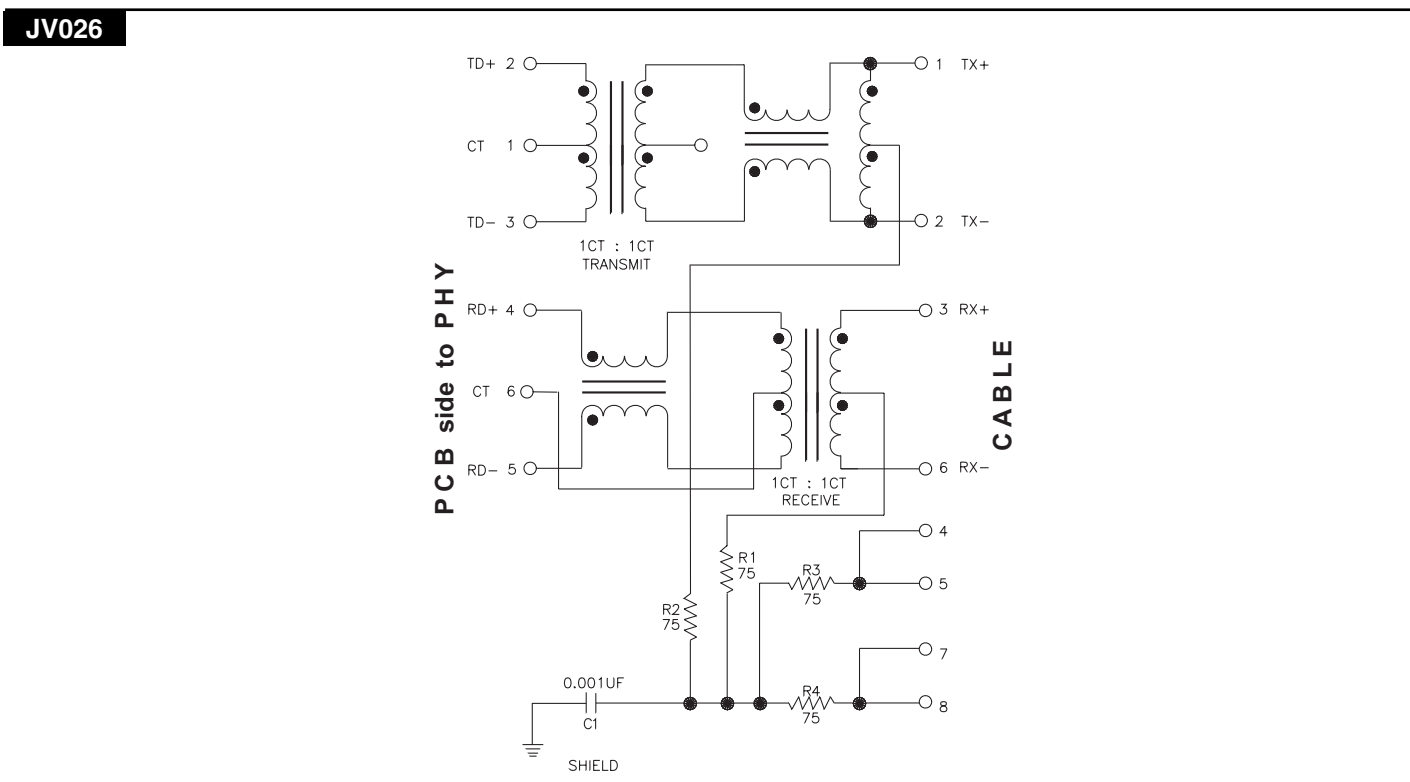 JV026
TD+ 2
1 TX+
CT 1
TD- 3
2 TX-
1CT : 1CT
TRANSMIT
PCB side to PHY
RD+ 4
3 RX+
CABLE
CT 6
RD- 5
6 RX-
1CT : 1CT
RECEIVE
4
R1
75
R3
75
5
R2
75
7
0.001UF
C1
R4
75
8
SHIELD